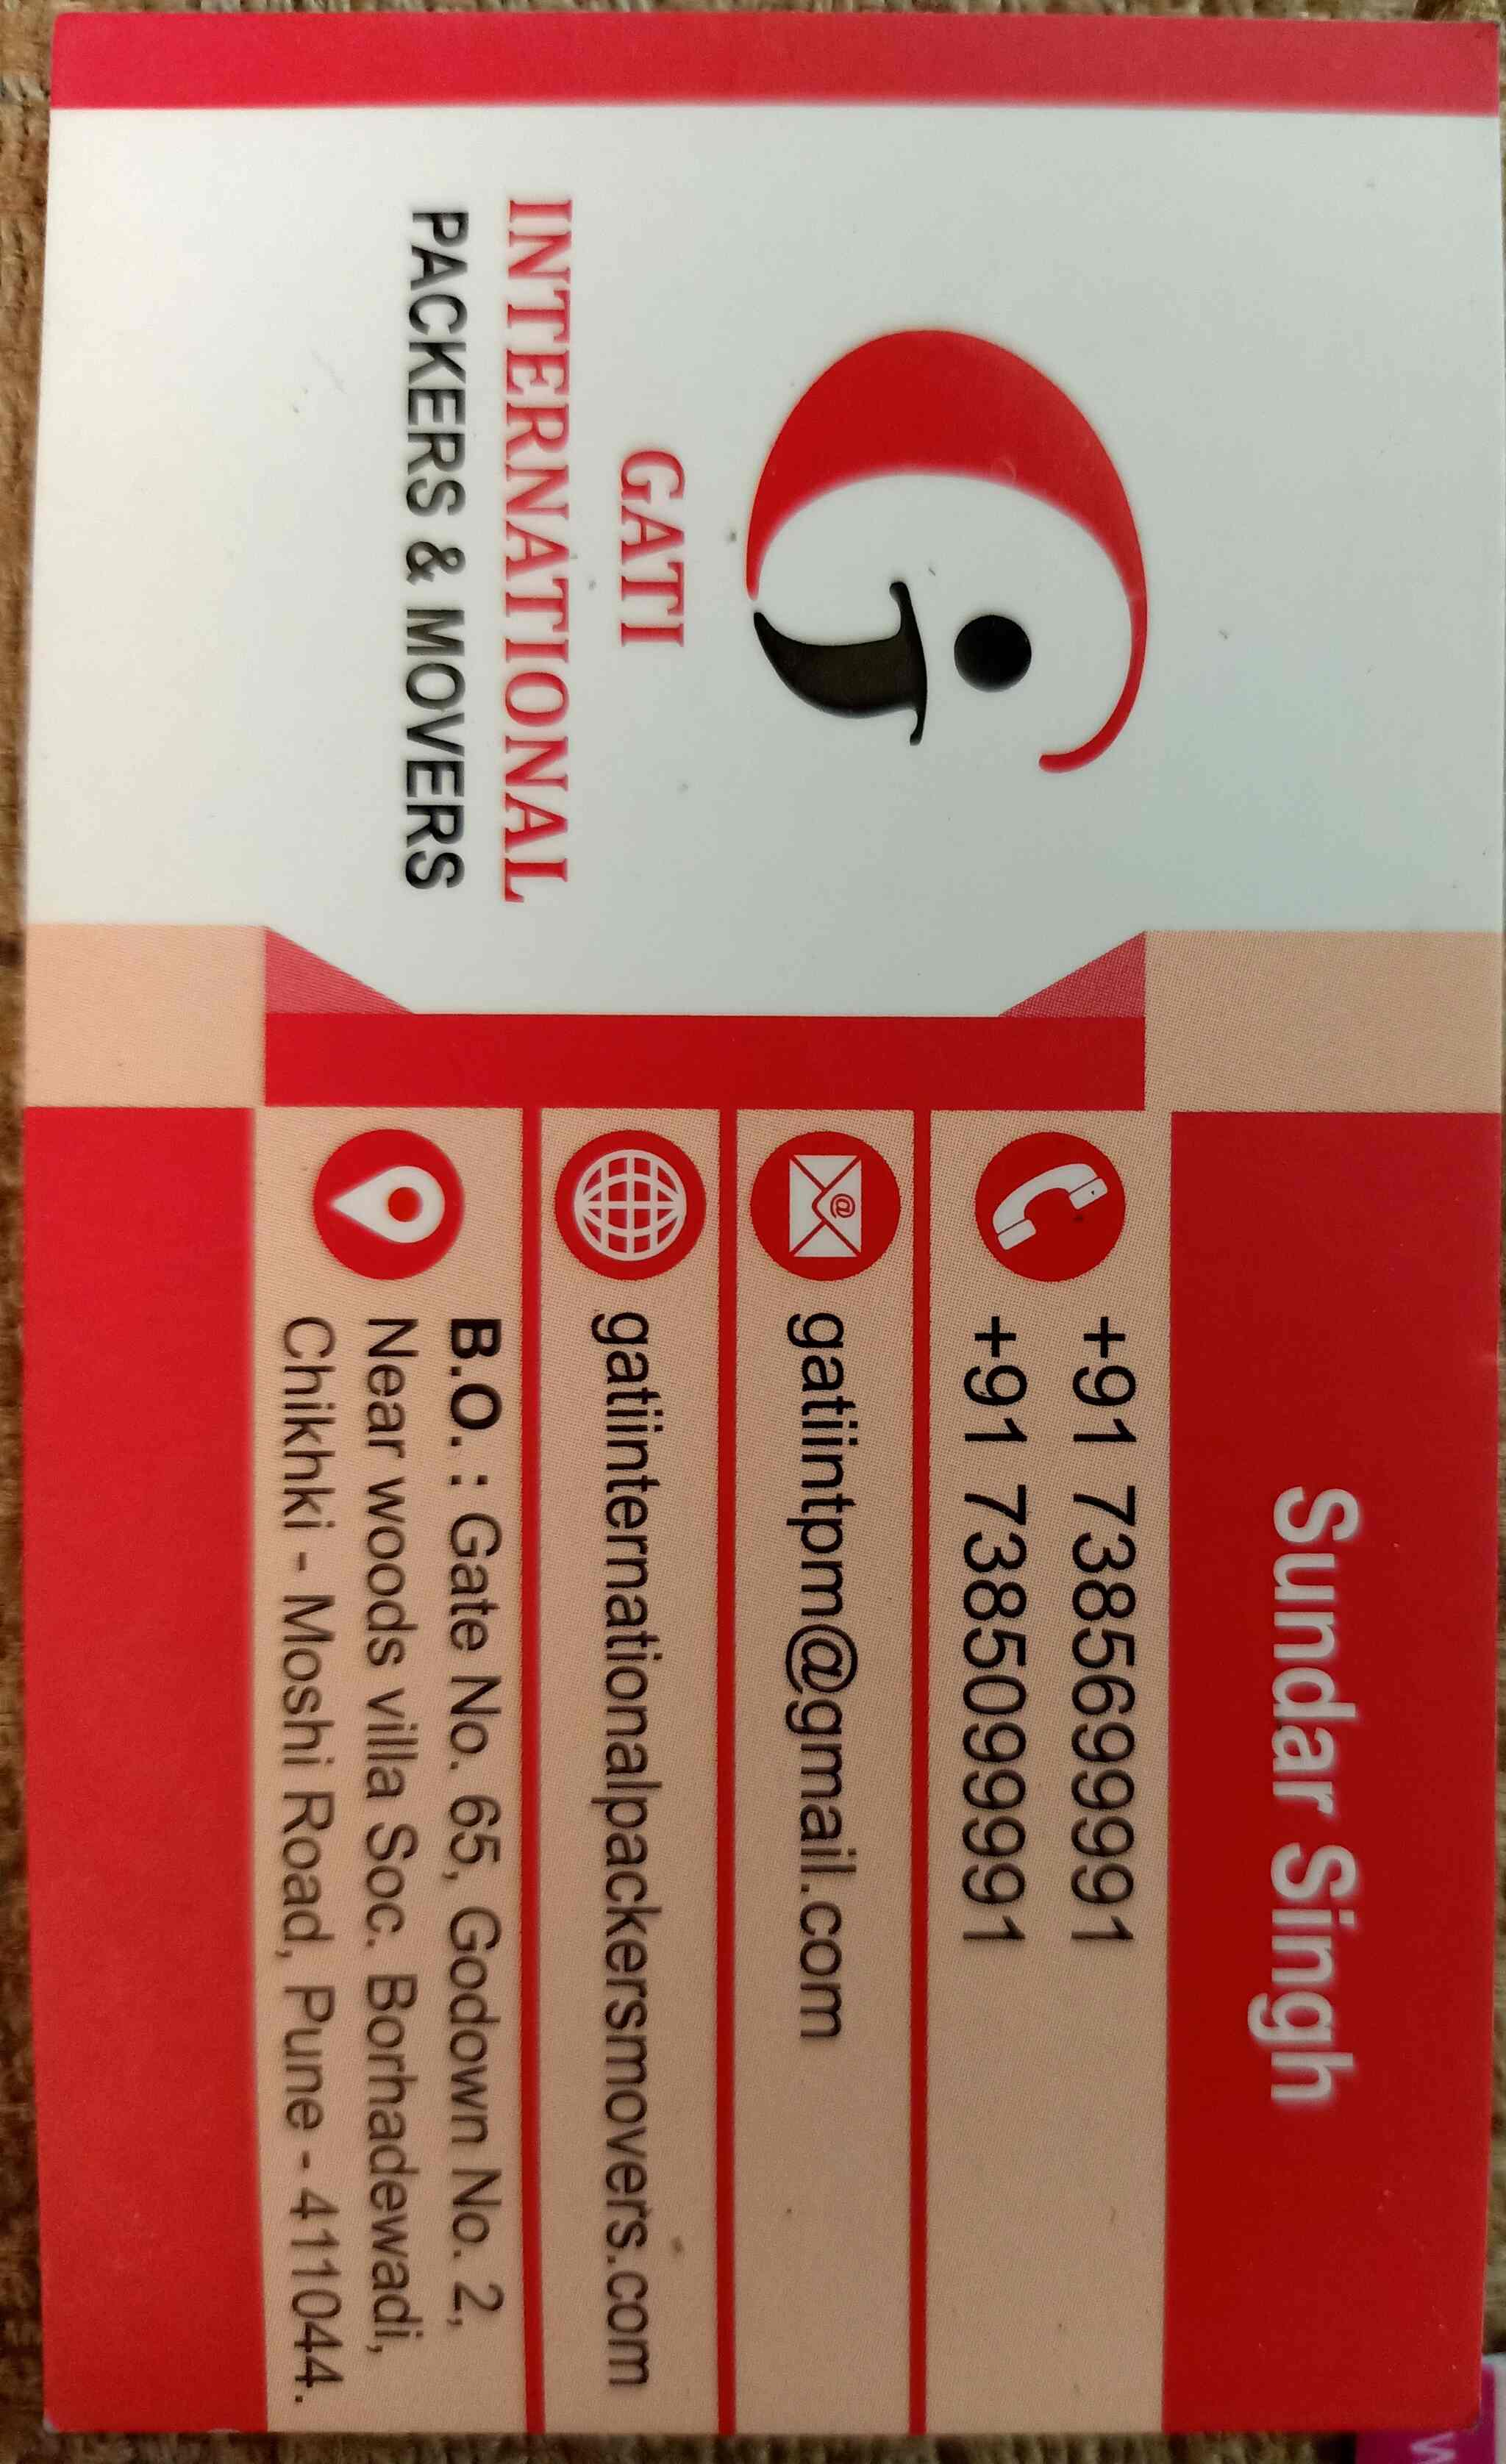 GATI
INTERNATIONAL
PACKERS & MOVERS
Sundar Singh
+91 7385699991
+91 7385099991
gatiintpm@gmail.com
gatiinternationalpackersmovers.com
B.O. : Gate No. 65, Godown No. 2,
Near woods villa Soc. Borhadewadi,
Chikhki - Moshi Road, Pune - 411044.